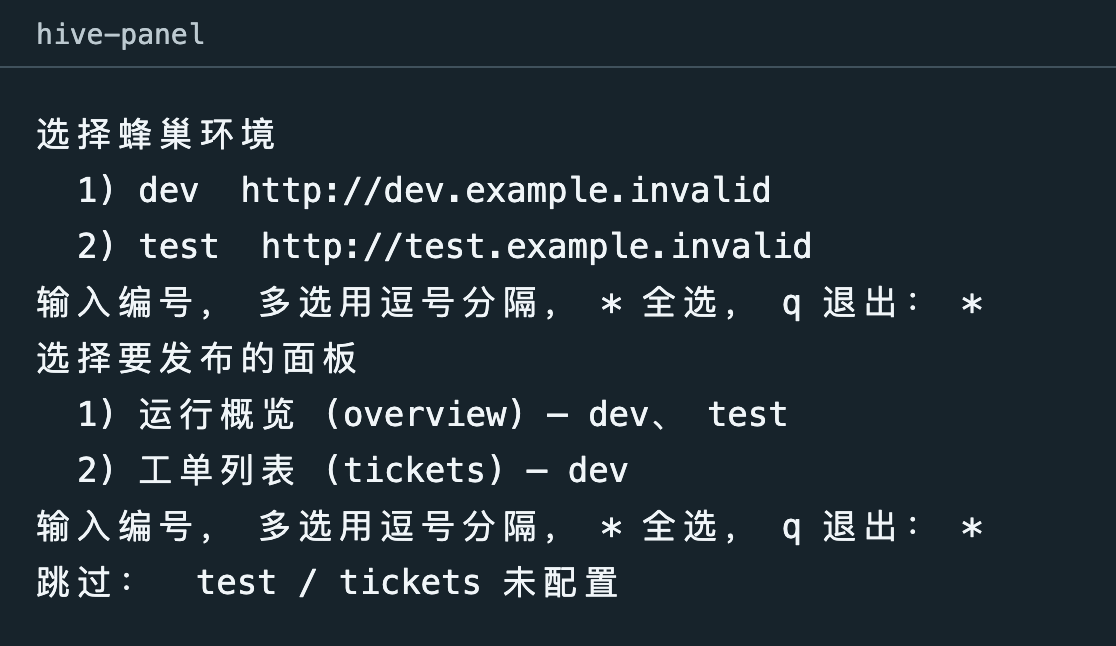 hive-panel
选择蜂巢环境
  1) dev  http://dev.example.invalid
  2) test  http://test.example.invalid
输入编号，多选用逗号分隔，* 全选，q 退出： *
选择要发布的面板
  1) 运行概览 (overview) — dev、test
  2) 工单列表 (tickets) — dev
输入编号，多选用逗号分隔，* 全选，q 退出： *
跳过： test / tickets 未配置